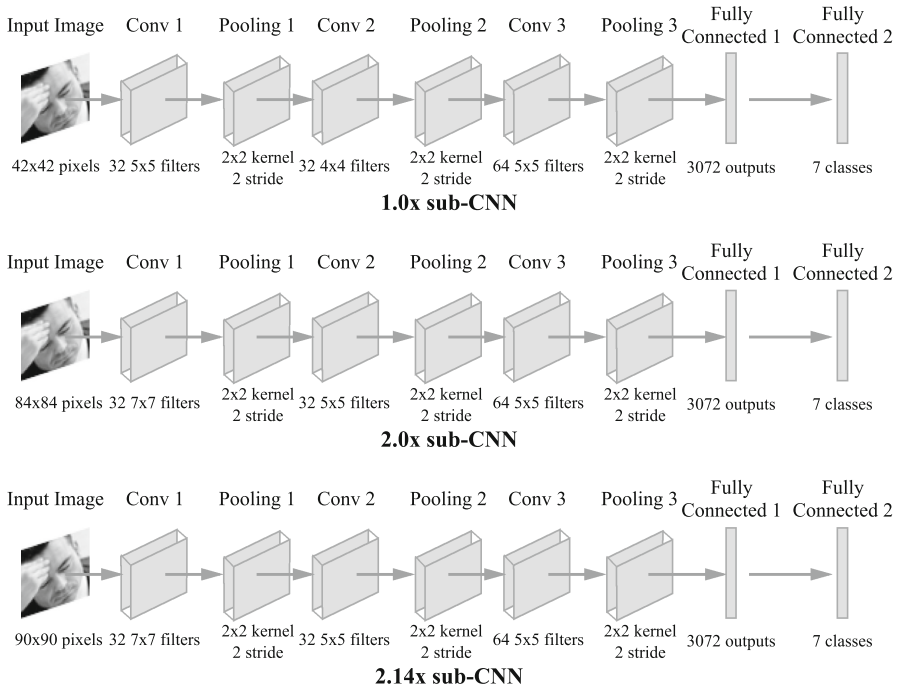 Input Image Conv 1 Pooling 1 Conv 2 Pooling 2 Conv 3 Pooling 3 Fully Connected 1 Fully Connected 2
42x42 pixels 32 5x5 filters 2x2 kernel 2 stride 32 4x4 filters 2x2 kernel 2 stride 64 5x5 filters 2x2 kernel 2 stride 3072 outputs 7 classes
1.0x sub-CNN
Input Image Conv 1 Pooling 1 Conv 2 Pooling 2 Conv 3 Pooling 3 Fully Connected 1 Fully Connected 2
84x84 pixels 32 7x7 filters 2x2 kernel 2 stride 32 5x5 filters 2x2 kernel 2 stride 64 5x5 filters 2x2 kernel 2 stride 3072 outputs 7 classes
2.0x sub-CNN
Input Image Conv 1 Pooling 1 Conv 2 Pooling 2 Conv 3 Pooling 3 Fully Connected 1 Fully Connected 2
90x90 pixels 32 7x7 filters 2x2 kernel 2 stride 32 5x5 filters 2x2 kernel 2 stride 64 5x5 filters 2x2 kernel 2 stride 3072 outputs 7 classes
2.14x sub-CNN